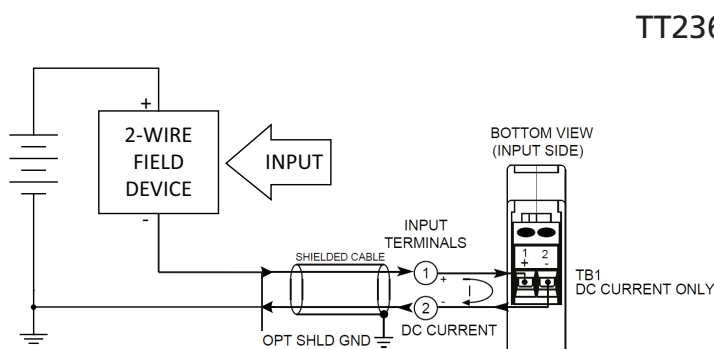 TT236
+
2-WIRE
FIELD
DEVICE
-
INPUT
BOTTOM VIEW
(INPUT SIDE)
INPUT
TERMINALS
SHIELDED CABLE
1
+
I
2
-
DC CURRENT
OPT SHLD GND
1 2
+ -
TB1
DC CURRENT ONLY